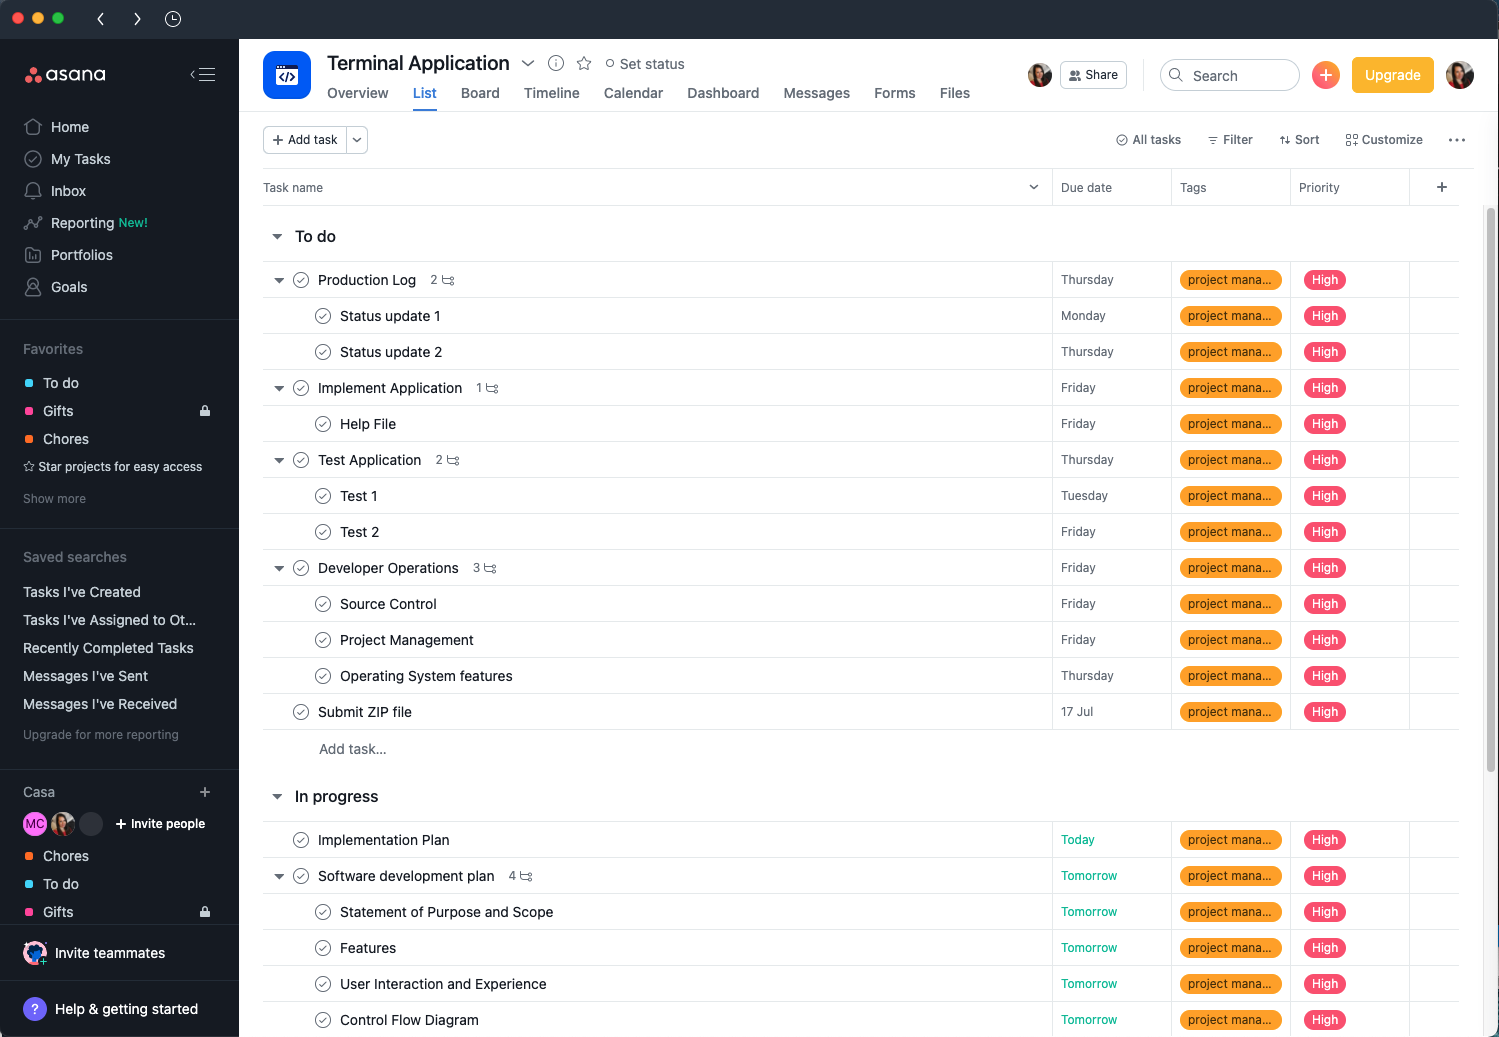 asana
Home
My Tasks
Inbox
Reporting New!
Portfolios
Goals
Favorites
To do
Gifts
Chores
Star projects for easy access
Show more
Saved searches
Tasks I've Created
Tasks I've Assigned to Ot...
Recently Completed Tasks
Messages I've Sent
Messages I've Received
Upgrade for more reporting
Casa
MC
+ Invite people
Chores
To do
Gifts
Invite teammates
? Help & getting started
Terminal Application Set status
Share Search Upgrade
Overview List Board Timeline Calendar Dashboard Messages Forms Files
+ Add task All tasks Filter Sort Customize
Task name Due date Tags Priority +
To do
Production Log 2 Thursday project mana... High
Status update 1 Monday project mana... High
Status update 2 Thursday project mana... High
Implement Application 1 Friday project mana... High
Help File Friday project mana... High
Test Application 2 Thursday project mana... High
Test 1 Tuesday project mana... High
Test 2 Friday project mana... High
Developer Operations 3 Friday project mana... High
Source Control Friday project mana... High
Project Management Friday project mana... High
Operating System features Thursday project mana... High
Submit ZIP file 17 Jul project mana... High
Add task...
In progress
Implementation Plan Today project mana... High
Software development plan 4 Tomorrow project mana... High
Statement of Purpose and Scope Tomorrow project mana... High
Features Tomorrow project mana... High
User Interaction and Experience Tomorrow project mana... High
Control Flow Diagram Tomorrow project mana... High